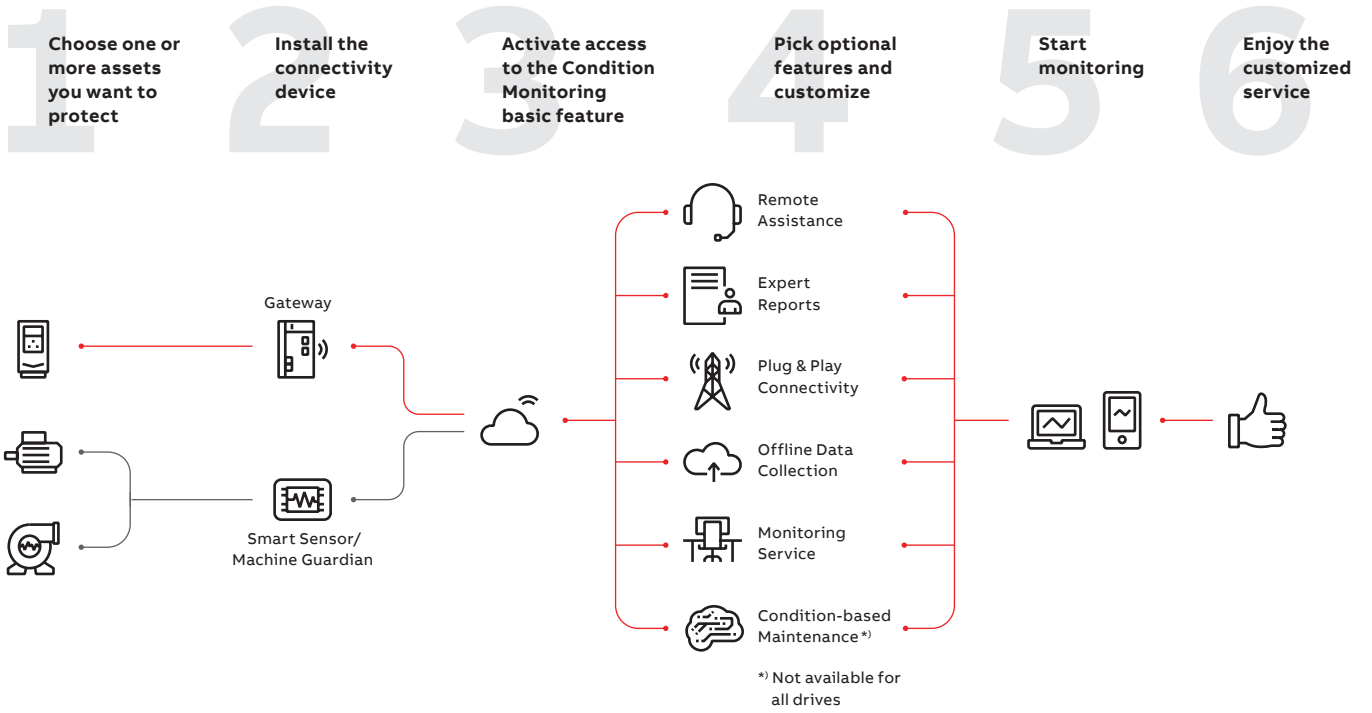 1
Choose one or
more assets
you want to
protect
2
Install the
connectivity
device
3
Activate access
to the Condition
Monitoring
basic feature
4
Pick optional
features and
customize
5
Start
monitoring
6
Enjoy the
customized
service
Gateway
Smart Sensor/
Machine Guardian
Remote
Assistance
Expert
Reports
Plug & Play
Connectivity
Offline Data
Collection
Monitoring
Service
Condition-based
Maintenance *)
*) Not available for
all drives